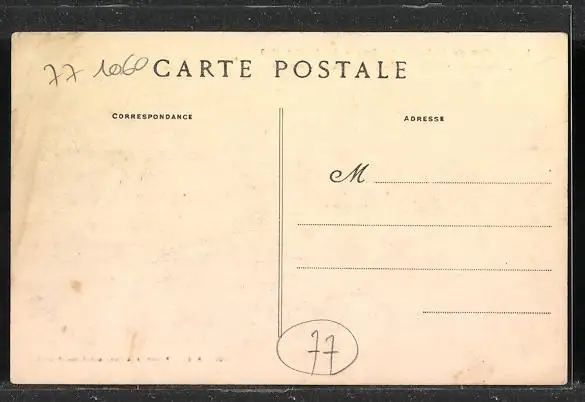 77 1060 CARTE POSTALE
CORRESPONDANCE
ADRESSE
M
77